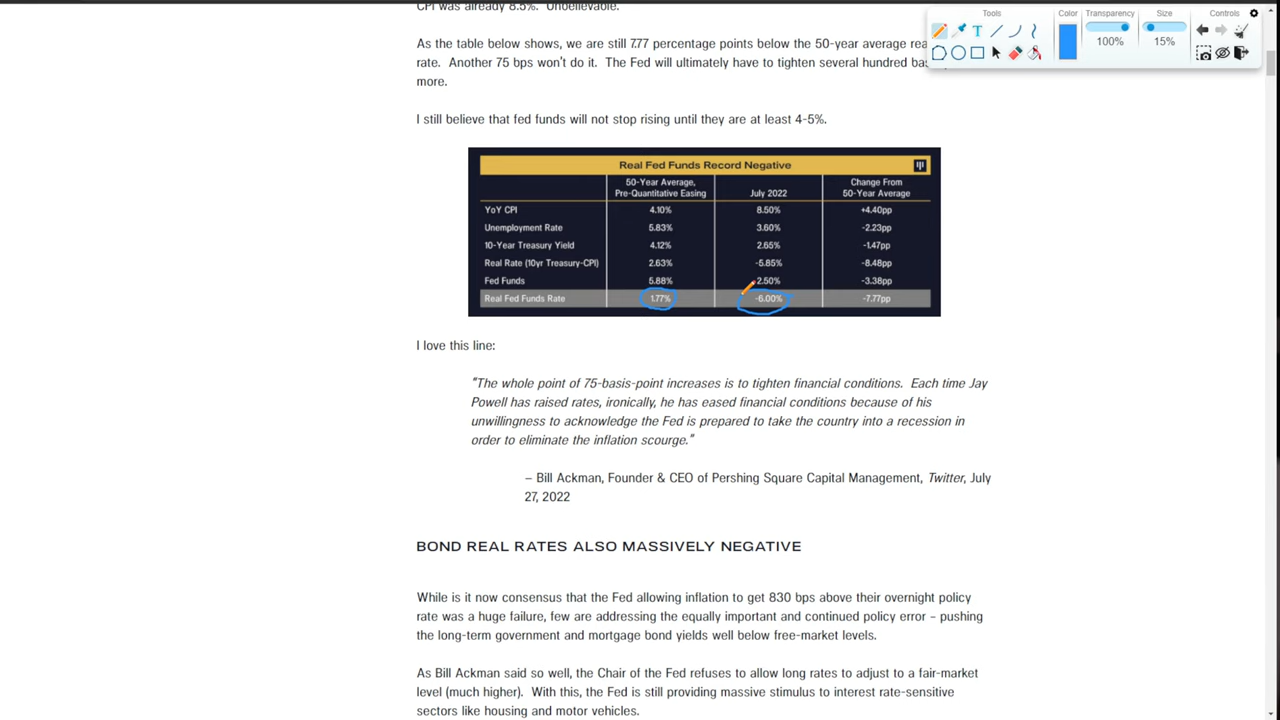 CPI was already 8.5%. Unbelievable.
As the table below shows, we are still 7.77 percentage points below the 50-year average
rate. Another 75 bps won't do it. The Fed will ultimately have to tighten several hundred
more.
I still believe that fed funds will not stop rising until they are at least 4-5%.
Real Fed Funds Record Negative
50-Year Average, Pre-Quantitative Easing July 2022 Change From 50-Year Average
YoY CPI 4.10% 8.50% +4.40pp
Unemployment Rate 5.83% 3.60% -2.23pp
10-Year Treasury Yield 4.12% 2.65% -1.47pp
Real Rate (10yr Treasury-CPI) 2.63% -5.85% -8.48pp
Fed Funds 5.88% 2.50% -3.38pp
Real Fed Funds Rate 1.77% -6.00% -7.77pp
I love this line:
"The whole point of 75-basis-point increases is to tighten financial conditions. Each time Jay
Powell has raised rates, ironically, he has eased financial conditions because of his
unwillingness to acknowledge the Fed is prepared to take the country into a recession in
order to eliminate the inflation scourge."
– Bill Ackman, Founder & CEO of Pershing Square Capital Management, Twitter, July
27, 2022
BOND REAL RATES ALSO MASSIVELY NEGATIVE
While is it now consensus that the Fed allowing inflation to get 830 bps above their overnight policy
rate was a huge failure, few are addressing the equally important and continued policy error – pushing
the long-term government and mortgage bond yields well below free-market levels.
As Bill Ackman said so well, the Chair of the Fed refuses to allow long rates to adjust to a fair-market
level (much higher). With this, the Fed is still providing massive stimulus to interest rate-sensitive
sectors like housing and motor vehicles.
Tools Color Transparency Size Controls
T
100% 15%